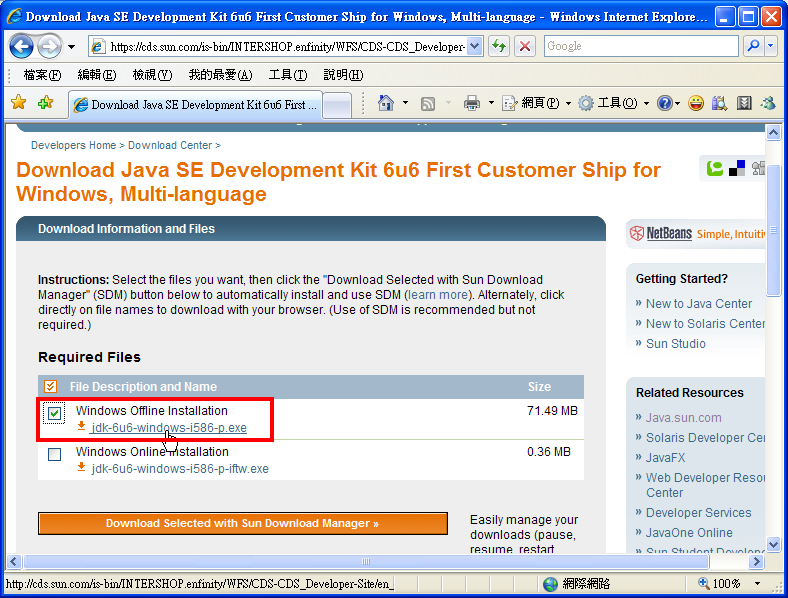 Download Java SE Development Kit 6u6 First Customer Ship for Windows, Multi-language - Windows Internet Explore...
https://cds.sun.com/is-bin/INTERSHOP.enfinity/WFS/CDS-CDS_Developer-
Google
檔案(F) 編輯(E) 檢視(V) 我的最愛(A) 工具(T) 說明(H)
Download Java SE Development Kit 6u6 First ...
網頁(P) 工具(O)
Developers Home > Download Center >
Download Java SE Development Kit 6u6 First Customer Ship for
Windows, Multi-language
Download Information and Files
NetBeans Simple, Intuitiv
Instructions: Select the files you want, then click the "Download Selected with Sun Download
Manager" (SDM) button below to automatically install and use SDM (learn more). Alternately, click
directly on file names to download with your browser. (Use of SDM is recommended but not
required.)
Required Files
File Description and Name Size
Windows Offline Installation 71.49 MB
jdk-6u6-windows-i586-p.exe
Windows Online Installation 0.36 MB
jdk-6u6-windows-i586-p-iftw.exe
Download Selected with Sun Download Manager »
Easily manage your
downloads (pause,
resume, restart
Getting Started?
» New to Java Center
» New to Solaris Center
» Sun Studio
Related Resources
» Java.sun.com
» Solaris Developer Cer
» JavaFX
» Web Developer Resou
Center
» Developer Services
» JavaOne Online
» Sun Student Develope
http://cds.sun.com/is-bin/INTERSHOP.enfinity/WFS/CDS-CDS_Developer-Site/en_
網際網路
100%